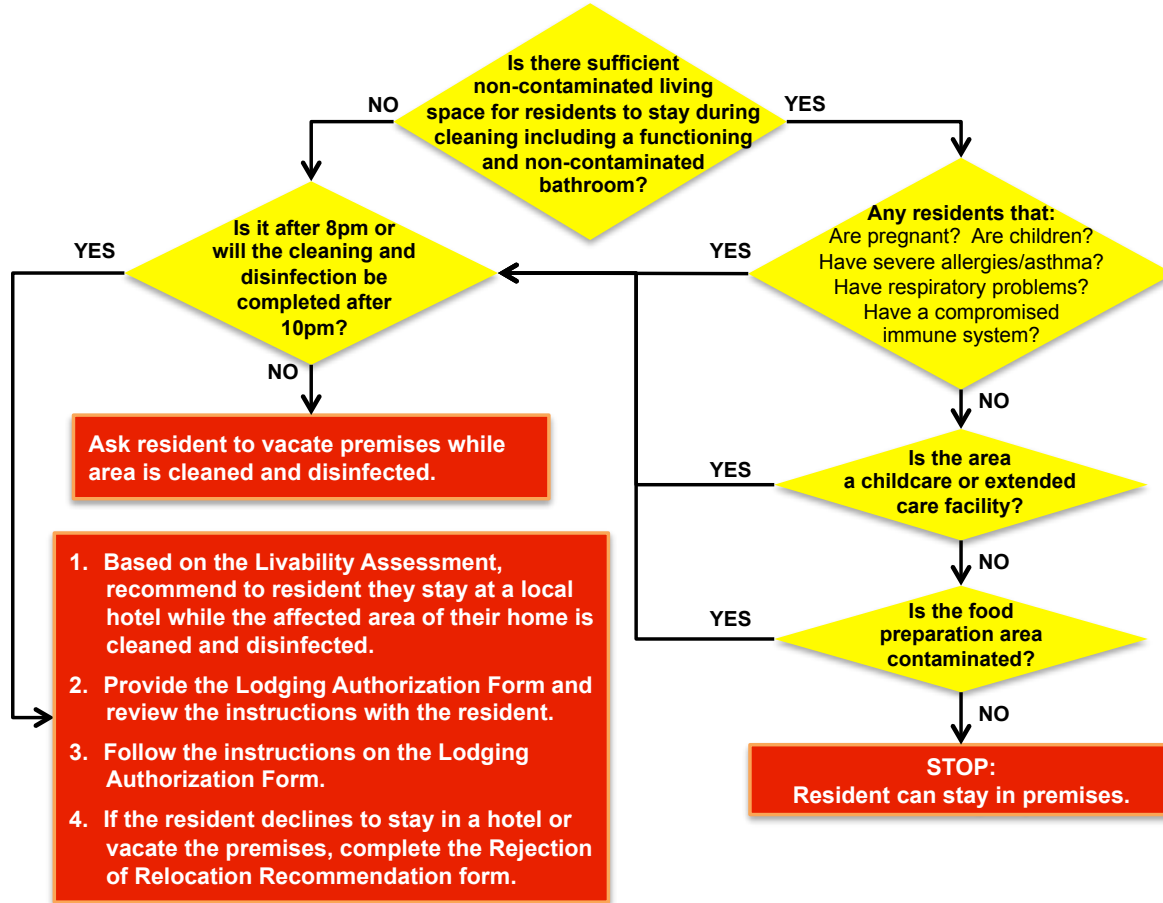 Is there sufficient
non-contaminated living
space for residents to stay during
cleaning including a functioning
and non-contaminated
bathroom?
NO
YES
Is it after 8pm or
will the cleaning and
disinfection be
completed after
10pm?
YES
NO
Any residents that:
Are pregnant? Are children?
Have severe allergies/asthma?
Have respiratory problems?
Have a compromised
immune system?
YES
NO
Ask resident to vacate premises while
area is cleaned and disinfected.
Is the area
a childcare or extended
care facility?
YES
NO
1. Based on the Livability Assessment,
recommend to resident they stay at a local
hotel while the affected area of their home is
cleaned and disinfected.
2. Provide the Lodging Authorization Form and
review the instructions with the resident.
3. Follow the instructions on the Lodging
Authorization Form.
4. If the resident declines to stay in a hotel or
vacate the premises, complete the Rejection
of Relocation Recommendation form.
Is the food
preparation area
contaminated?
YES
NO
STOP:
Resident can stay in premises.